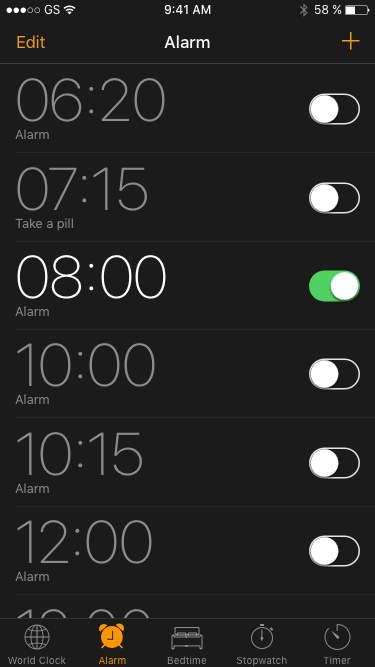 GS 9:41 AM 58 %
Edit Alarm +
06:20
Alarm
07:15
Take a pill
08:00
Alarm
10:00
Alarm
10:15
Alarm
12:00
Alarm
World Clock Alarm Bedtime Stopwatch Timer